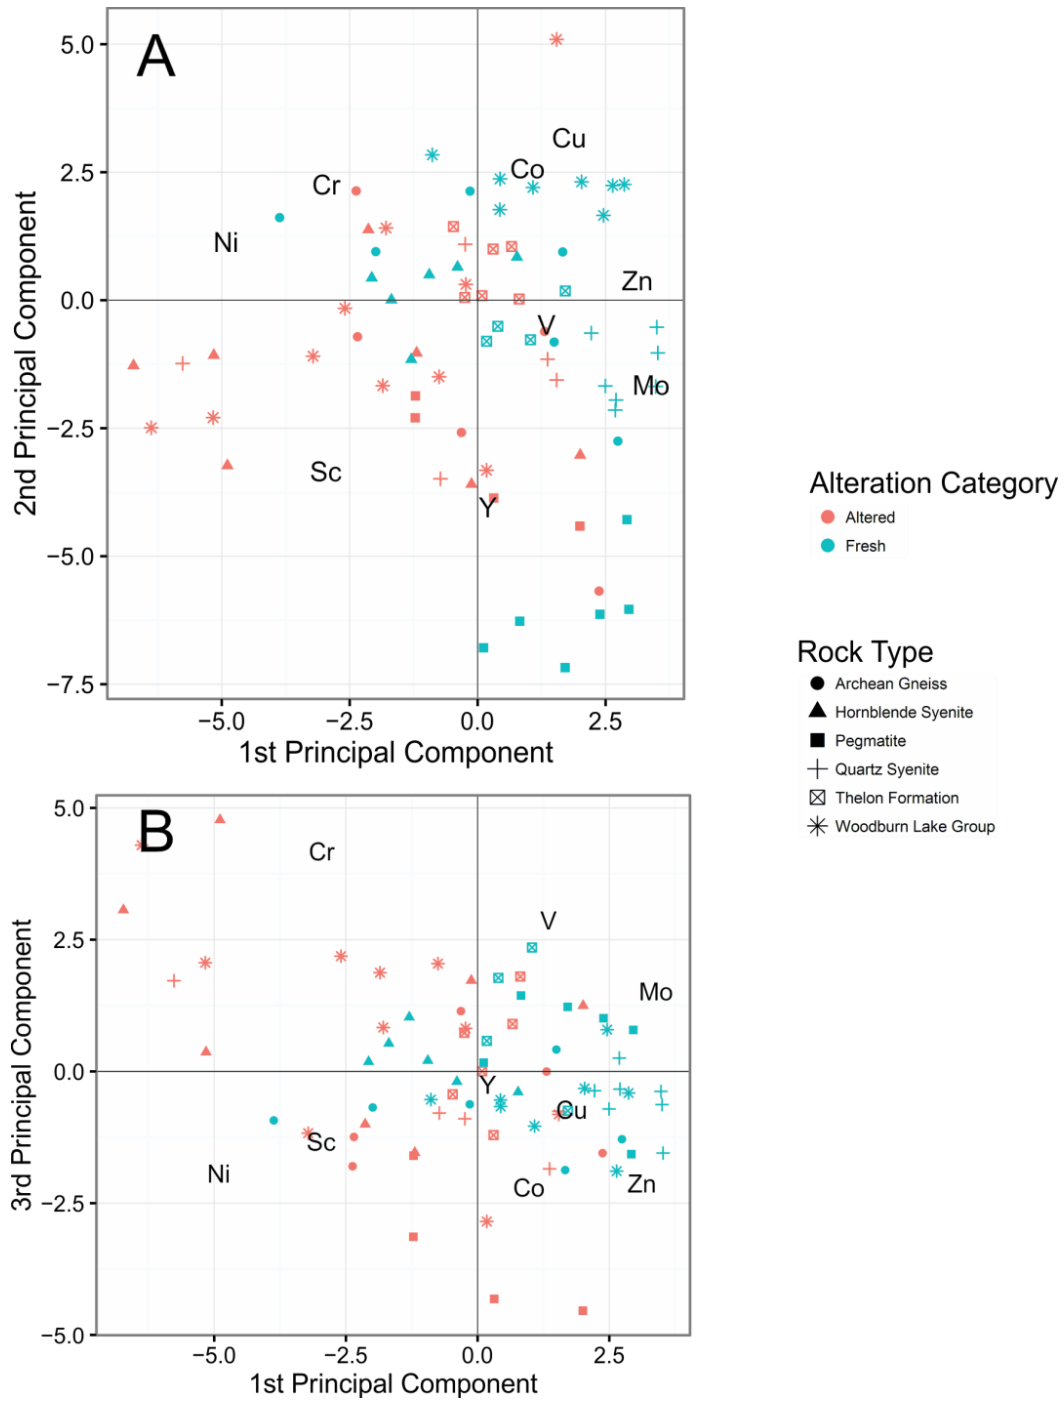 A
5.0
2.5
0.0
−2.5
−5.0
−7.5
2nd Principal Component
Cu
Co
Cr
Ni
Zn
V
Mo
Sc
Y
−5.0
−2.5
0.0
2.5
1st Principal Component
Alteration Category
Altered
Fresh
Rock Type
Archean Gneiss
Hornblende Syenite
Pegmatite
Quartz Syenite
Thelon Formation
Woodburn Lake Group
B
5.0
2.5
0.0
−2.5
−5.0
3rd Principal Component
Cr
V
Mo
Y
Cu
Sc
Ni
Co
Zn
−5.0
−2.5
0.0
2.5
1st Principal Component